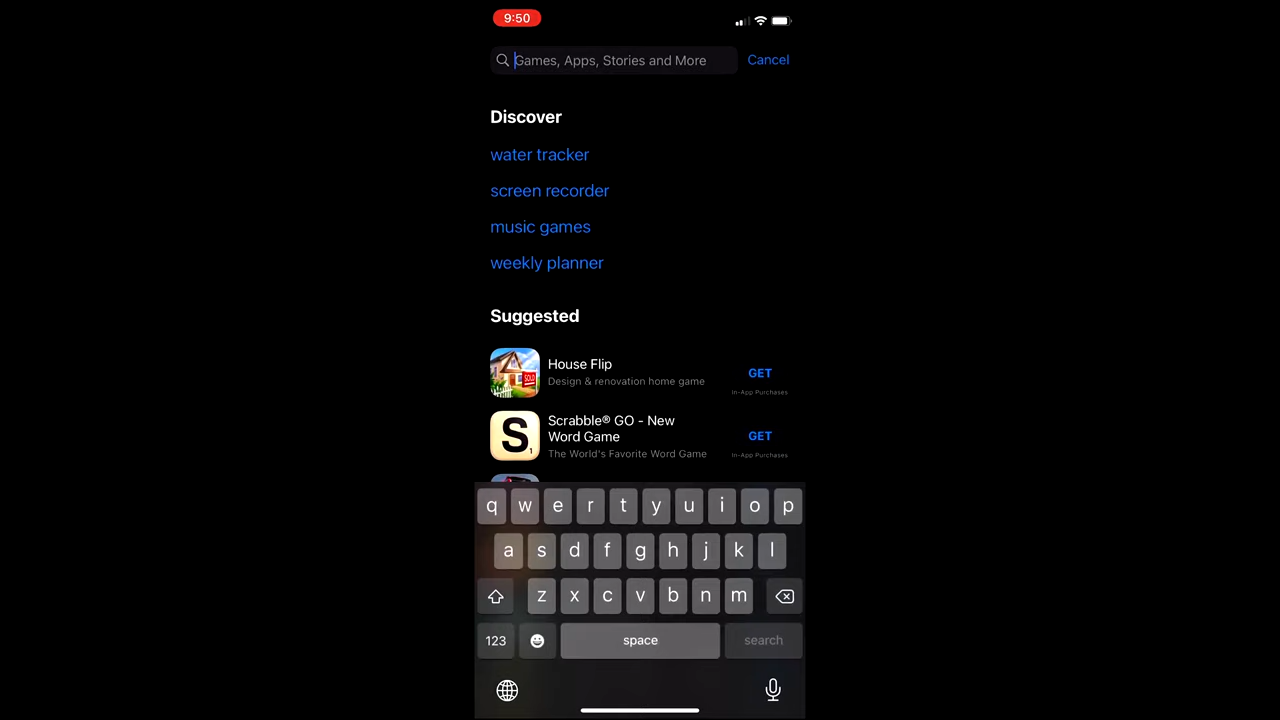 9:50
Games, Apps, Stories and More
Cancel
Discover
water tracker
screen recorder
music games
weekly planner
Suggested
House Flip
Design & renovation home game
GET
In-App Purchases
SOLD
Scrabble® GO - New
Word Game
The World's Favorite Word Game
GET
In-App Purchases
S
1
q w e r t y u i o p
a s d f g h j k l
z x c v b n m
123
space
search